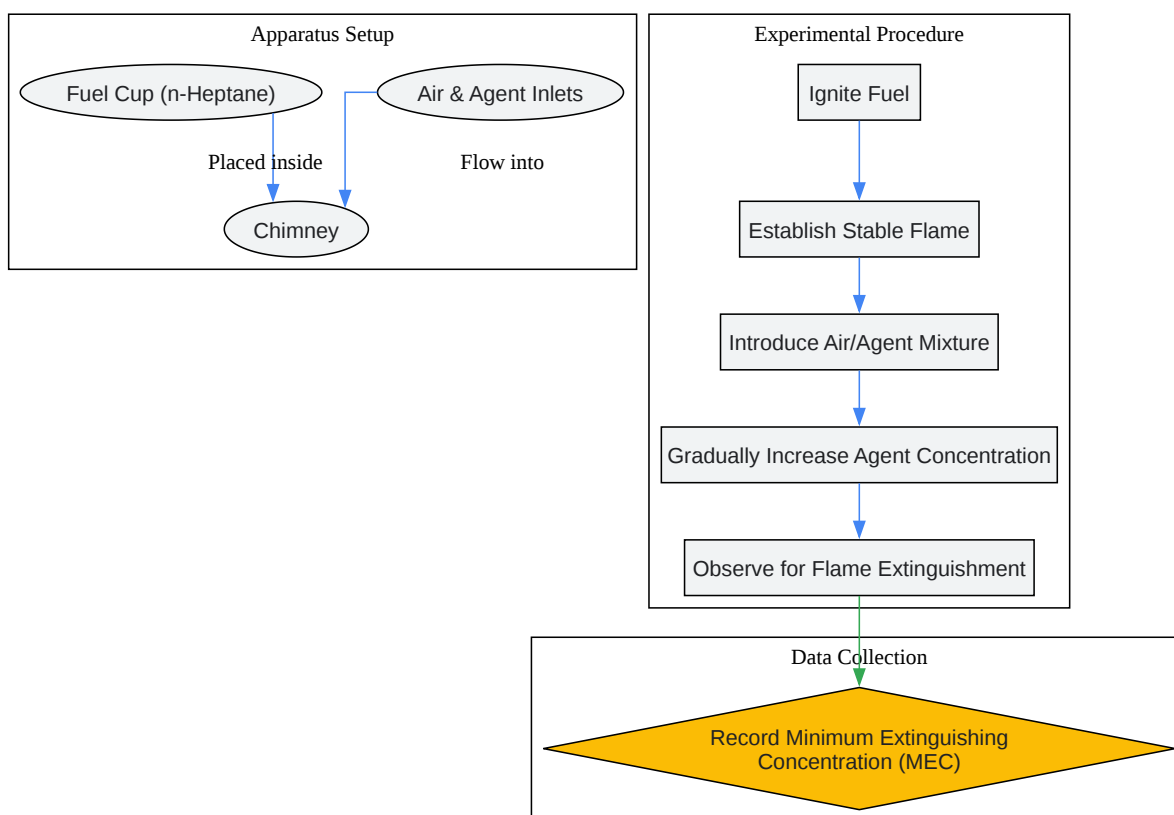 Apparatus Setup
Fuel Cup (n-Heptane)
Air & Agent Inlets
Placed inside
Flow into
Chimney
Experimental Procedure
Ignite Fuel
Establish Stable Flame
Introduce Air/Agent Mixture
Gradually Increase Agent Concentration
Observe for Flame Extinguishment
Data Collection
Record Minimum Extinguishing
Concentration (MEC)